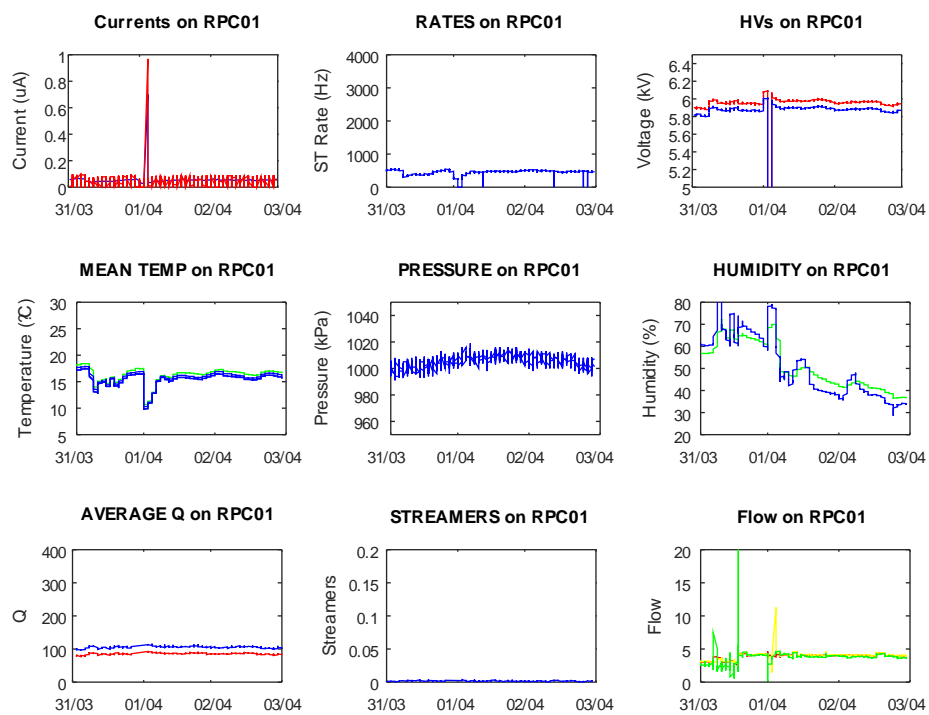 Currents on RPC01
Current (uA)
1
0.8
0.6
0.4
0.2
0
31/03 01/04 02/04 03/04
RATES on RPC01
ST Rate (Hz)
4000
3000
2000
1000
0
31/03 01/04 02/04 03/04
HVs on RPC01
Voltage (kV)
6.4
6.2
6
5.8
5.6
5.4
5.2
5
31/03 01/04 02/04 03/04
MEAN TEMP on RPC01
Temperature (?C)
30
25
20
15
10
5
31/03 01/04 02/04 03/04
PRESSURE on RPC01
Pressure (kPa)
1040
1020
1000
980
960
31/03 01/04 02/04 03/04
HUMIDITY on RPC01
Humidity (%)
80
70
60
50
40
30
20
31/03 01/04 02/04 03/04
AVERAGE Q on RPC01
Q
400
300
200
100
0
31/03 01/04 02/04 03/04
STREAMERS on RPC01
Streamers
0.2
0.15
0.1
0.05
0
31/03 01/04 02/04 03/04
Flow on RPC01
Flow
20
15
10
5
0
31/03 01/04 02/04 03/04